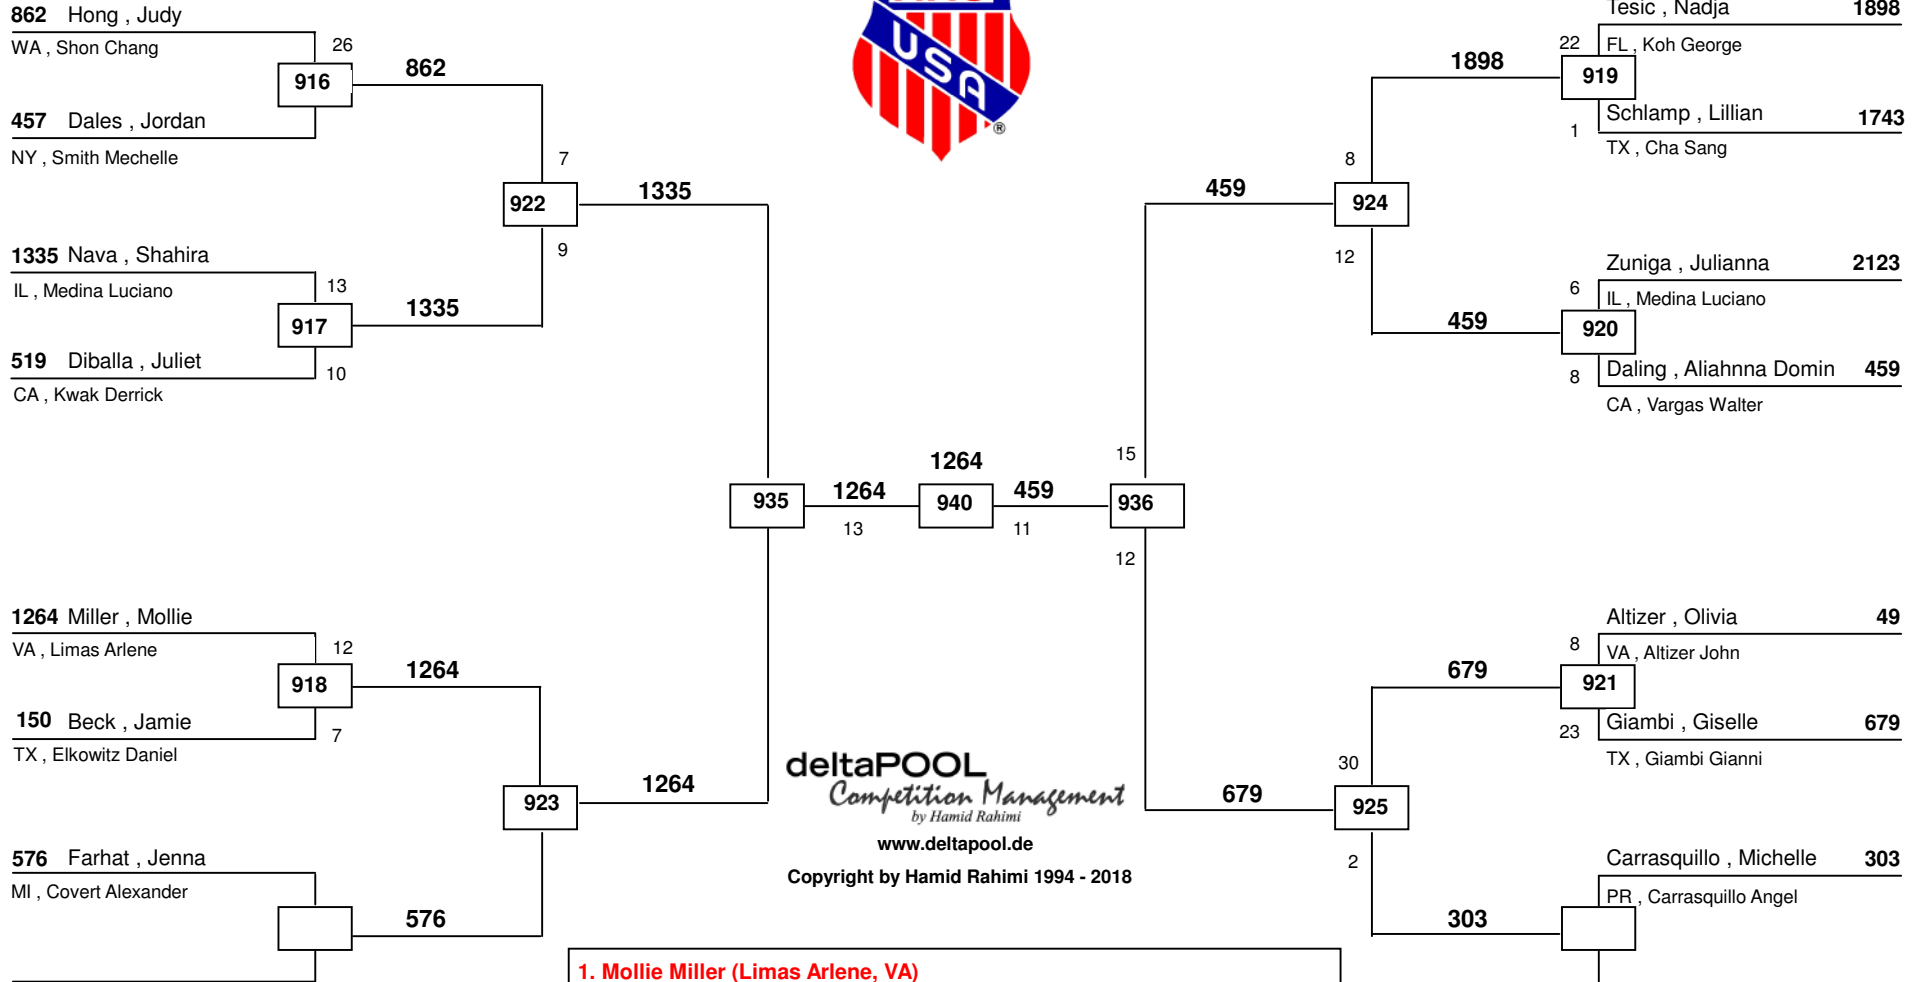 862 Hong , Judy
WA , Shon Chang
26
916
862
457 Dales , Jordan
NY , Smith Mechelle
7
922
1335
9
1335 Nava , Shahira
IL , Medina Luciano
13
917
1335
519 Diballa , Juliet
10
CA , Kwak Derrick
1264 Miller , Mollie
VA , Limas Arlene
12
918
1264
150 Beck , Jamie
7
TX , Elkowitz Daniel
923
1264
576 Farhat , Jenna
MI , Covert Alexander
576
USA
®
935
1264
13
1264
940
459
11
936
15
12
deltaPOOL
Competition Management
by Hamid Rahimi
www.deltapool.de
Copyright by Hamid Rahimi 1994 - 2018
1. Mollie Miller (Limas Arlene, VA)
Tesic , Nadja 1898
22
FL , Koh George
1898
919
Schlamp , Lillian 1743
1
TX , Cha Sang
8
459
924
12
Zuniga , Julianna 2123
6
IL , Medina Luciano
459
920
Daling , Aliahnna Domin 459
8
CA , Vargas Walter
Altizer , Olivia 49
8
VA , Altizer John
679
921
Giambi , Giselle 679
23
TX , Giambi Gianni
30
679
925
2
Carrasquillo , Michelle 303
PR , Carrasquillo Angel
303